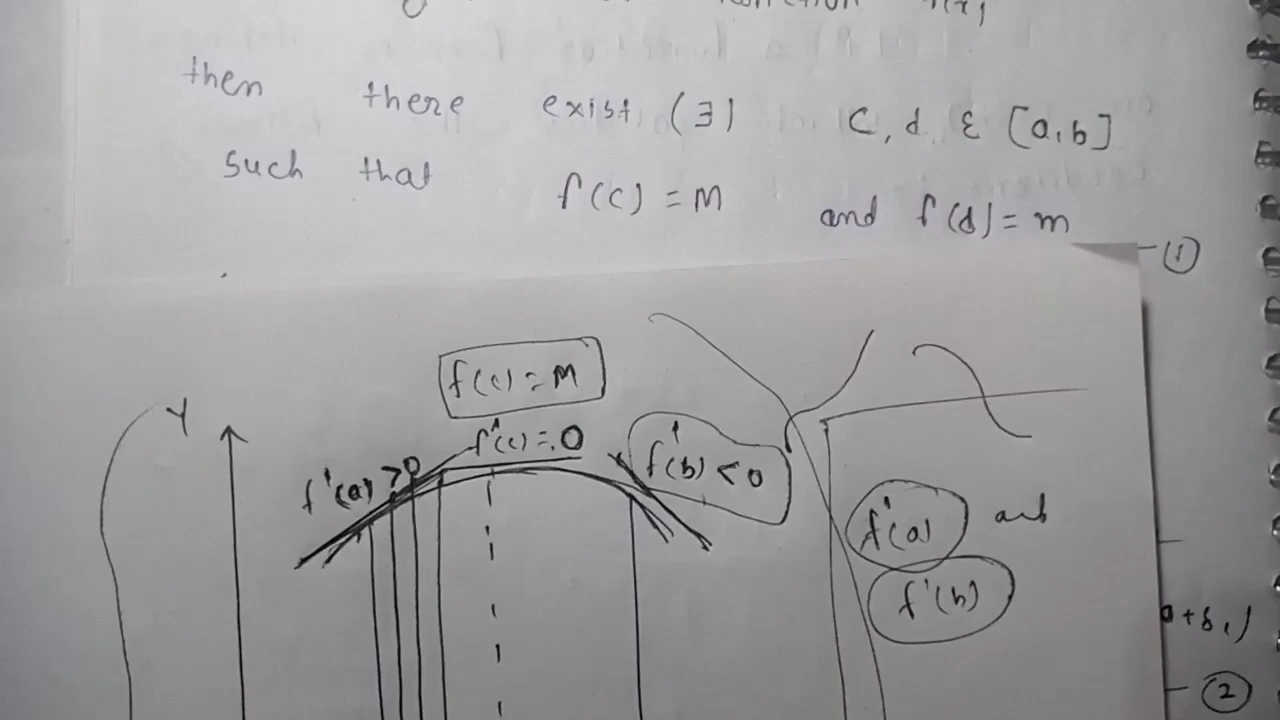 then there exist (∃) c, d ε [a,b]
such that f(c) = M and f(d) = m
- ①
f(c) = M
Y
f'(c) = 0
f'(a) > 0
f'(b) < 0
f'(a) and
f'(b)
- ②